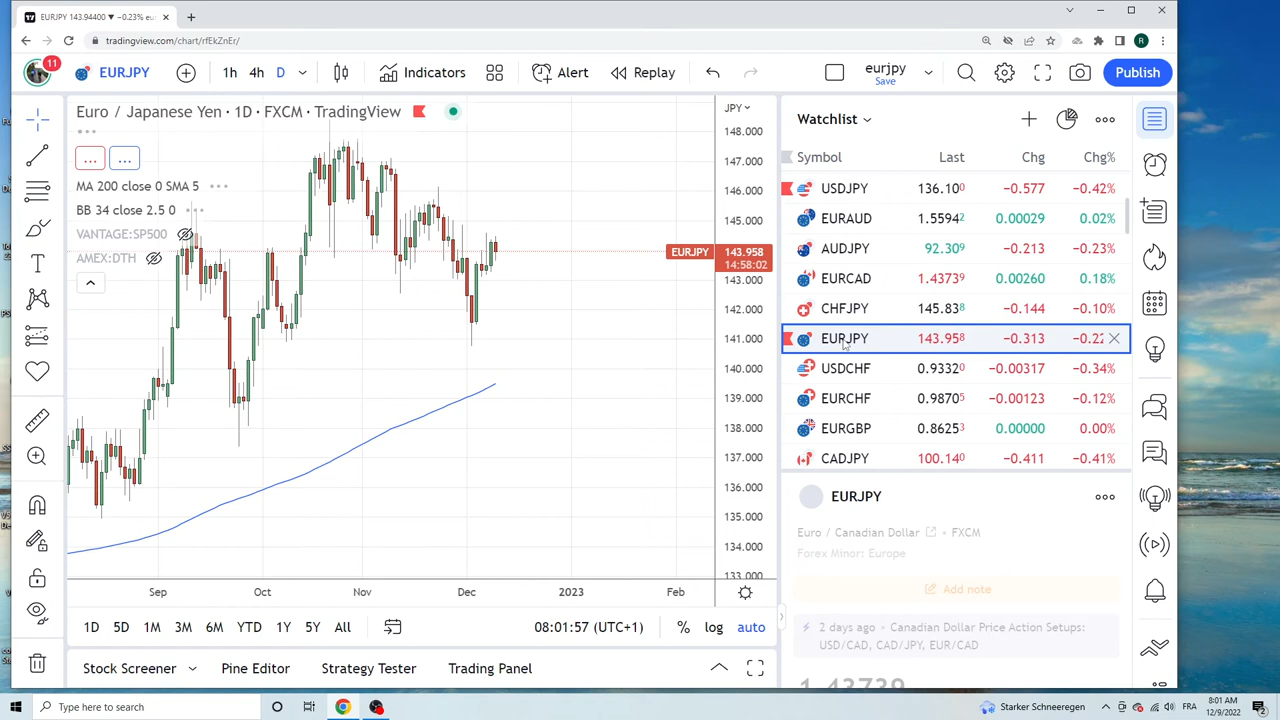 EURJPY 143.94400 ▼ −0.23% eu
tradingview.com/chart/rfEkZnEr/
R
11
EURJPY
1h 4h D
Indicators
Alert
Replay
eurjpy
Save
Publish
Euro / Japanese Yen · 1D · FXCM · TradingView
JPY
MA 200 close 0 SMA 5
BB 34 close 2.5 0
VANTAGE:SP500
AMEX:DTH
148.000
147.000
146.000
145.000
EURJPY 143.958
14:58:02
143.000
142.000
141.000
140.000
139.000
138.000
137.000
136.000
135.000
134.000
133.000
Sep Oct Nov Dec 2023 Feb
1D 5D 1M 3M 6M YTD 1Y 5Y All
08:01:57 (UTC+1) % log auto
Stock Screener Pine Editor Strategy Tester Trading Panel
Watchlist
Symbol Last Chg Chg%
USDJPY 136.100 −0.577 −0.42%
EURAUD 1.55942 0.00029 0.02%
AUDJPY 92.309 −0.213 −0.23%
EURCAD 1.43739 0.00260 0.18%
CHFJPY 145.838 −0.144 −0.10%
EURJPY 143.958 −0.313 −0.22
USDCHF 0.93320 −0.00317 −0.34%
EURCHF 0.98705 −0.00123 −0.12%
EURGBP 0.86253 0.00000 0.00%
CADJPY 100.140 −0.411 −0.41%
EURJPY
Euro / Canadian Dollar • FXCM
Forex Minor: Europe
Add note
2 days ago • Canadian Dollar Price Action Setups:
USD/CAD, CAD/JPY, EUR/CAD
1.43739
Type here to search
Starker Schneeregen
FRA
8:01 AM
12/9/2022
2